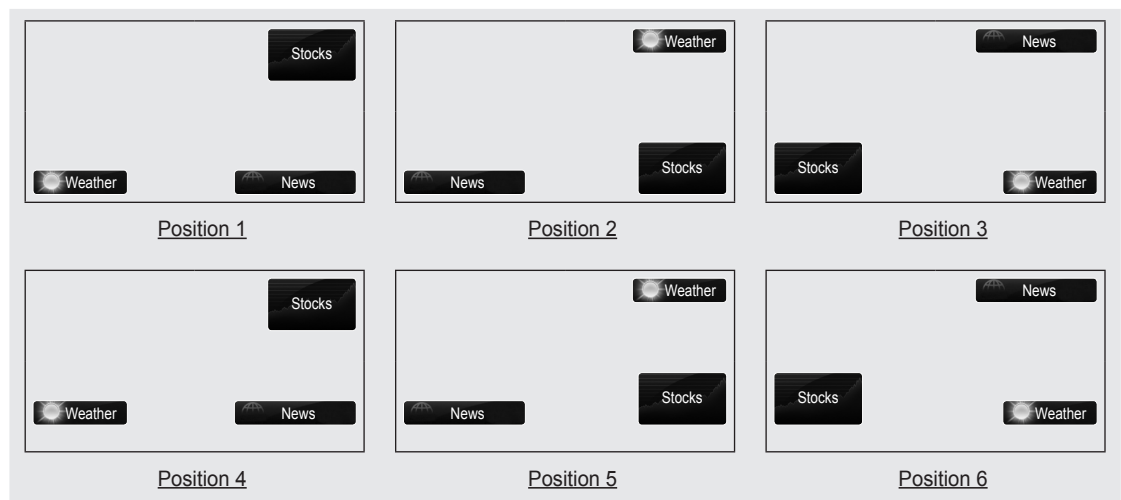 Stocks
Weather
News
Position 1
Weather
News
Stocks
Position 2
News
Stocks
Weather
Position 3
Stocks
Weather
News
Position 4
Weather
News
Stocks
Position 5
News
Stocks
Weather
Position 6